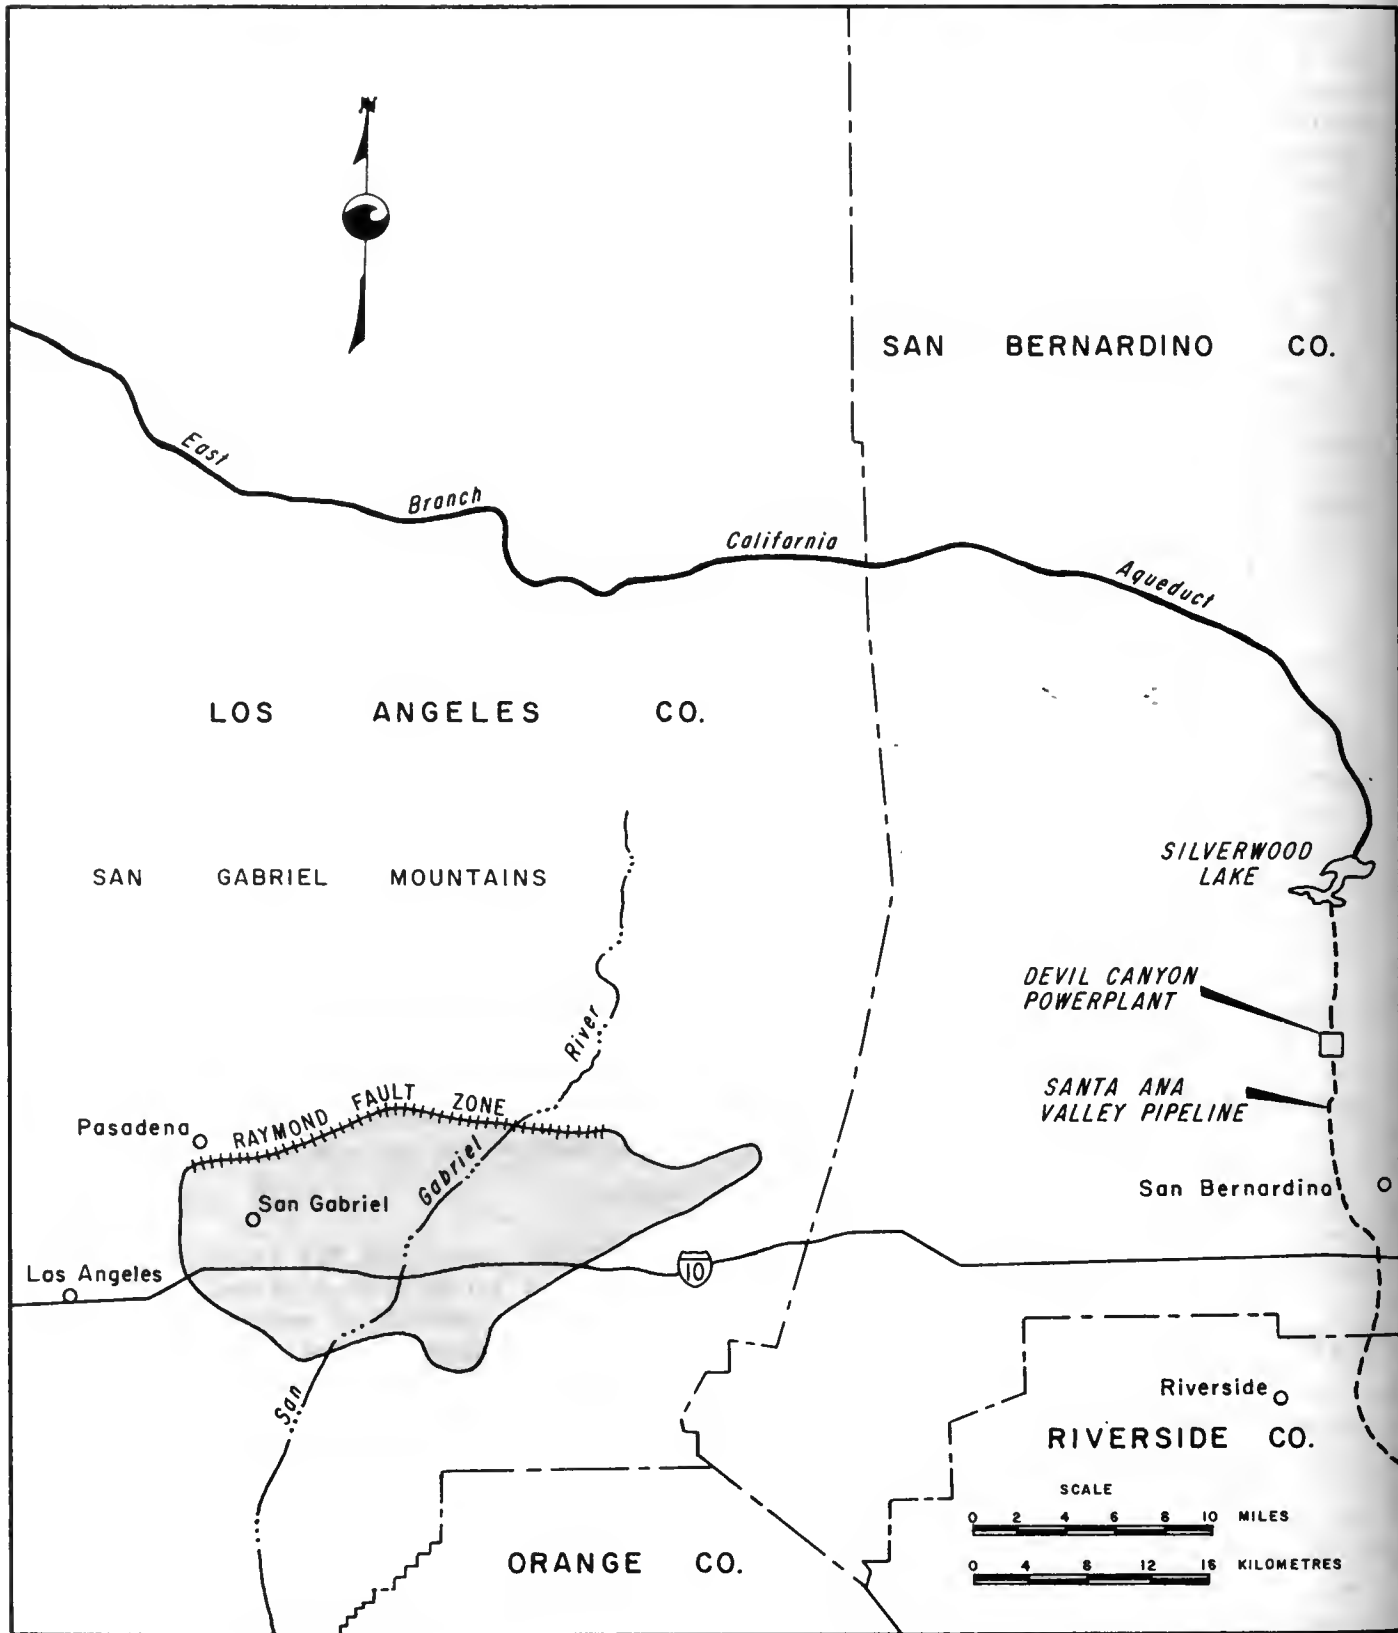 N
SAN BERNARDINO CO.
East Branch California Aqueduct
LOS ANGELES CO.
SAN GABRIEL MOUNTAINS
SILVERWOOD
LAKE
DEVIL CANYON
POWERPLANT
SANTA ANA
VALLEY PIPELINE
San Gabriel River
Pasadena
RAYMOND FAULT ZONE
San Gabriel
San Bernardino
Los Angeles
10
Riverside
RIVERSIDE CO.
ORANGE CO.
SCALE
0 2 4 6 8 10 MILES
0 4 8 12 16 KILOMETRES